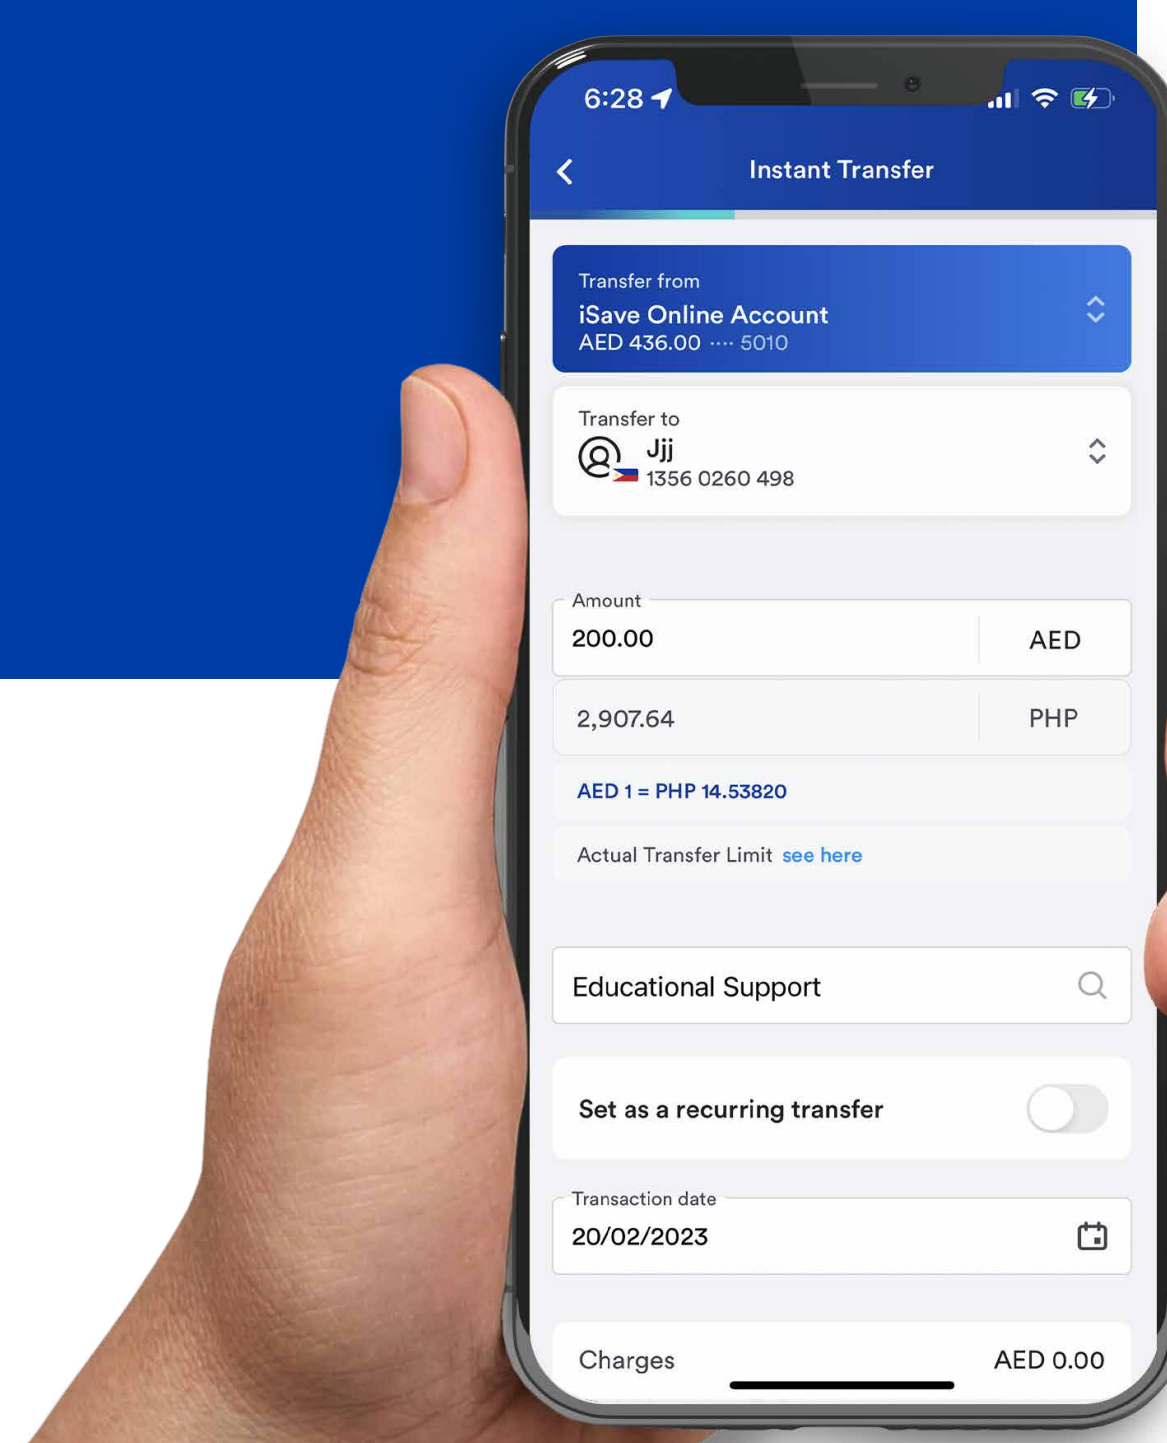 6:28
Instant Transfer
Transfer from
iSave Online Account
AED 436.00 ···· 5010
Transfer to
Jjj
1356 0260 498
Amount
200.00 AED
2,907.64 PHP
AED 1 = PHP 14.53820
Actual Transfer Limit see here
Educational Support
Set as a recurring transfer
Transaction date
20/02/2023
Charges AED 0.00